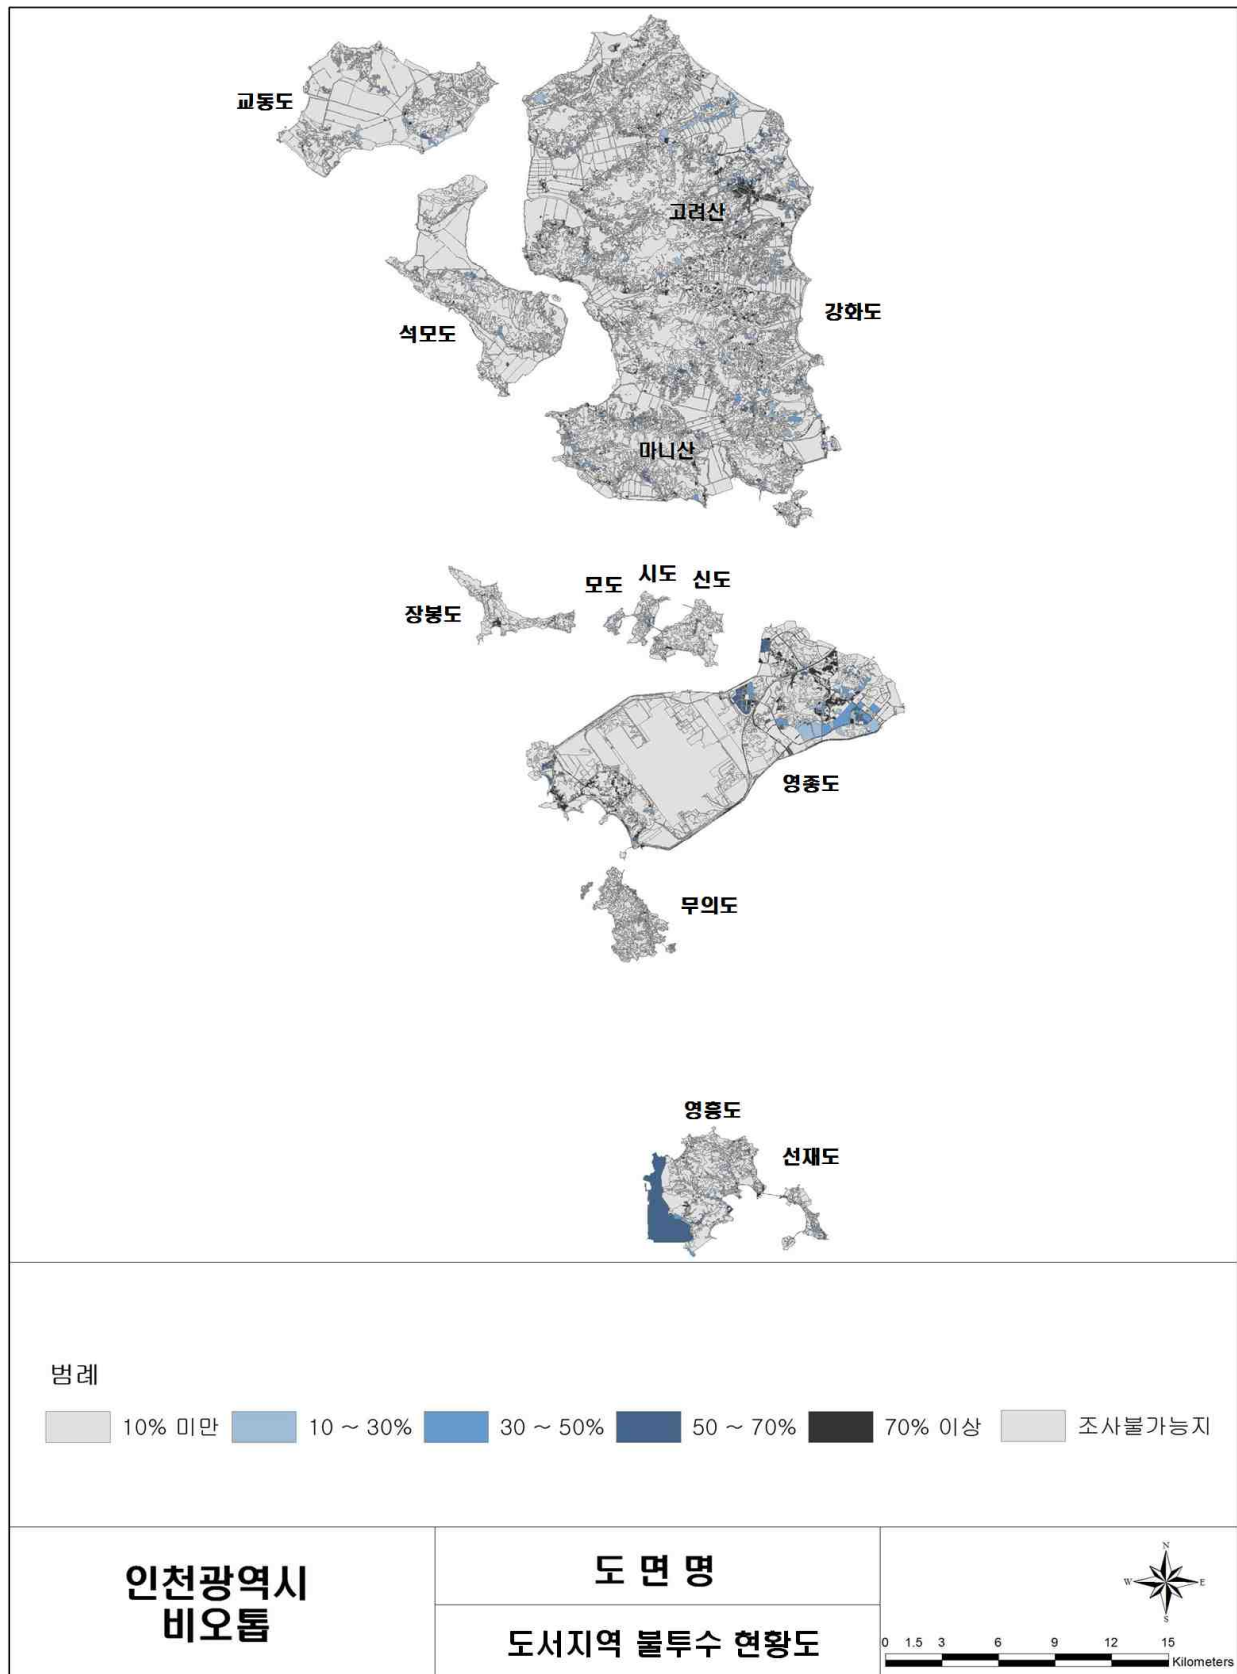 교동도
고려산
강화도
석모도
마니산
장봉도
모도
시도
신도
영종도
무의도
영흥도
선재도
범례
10% 미만
10 ~ 30%
30 ~ 50%
50 ~ 70%
70% 이상
조사불가능지
인천광역시
비오톱
도 면 명
도서지역 불투수 현황도
N
W
E
S
0 1.5 3 6 9 12 15
Kilometers